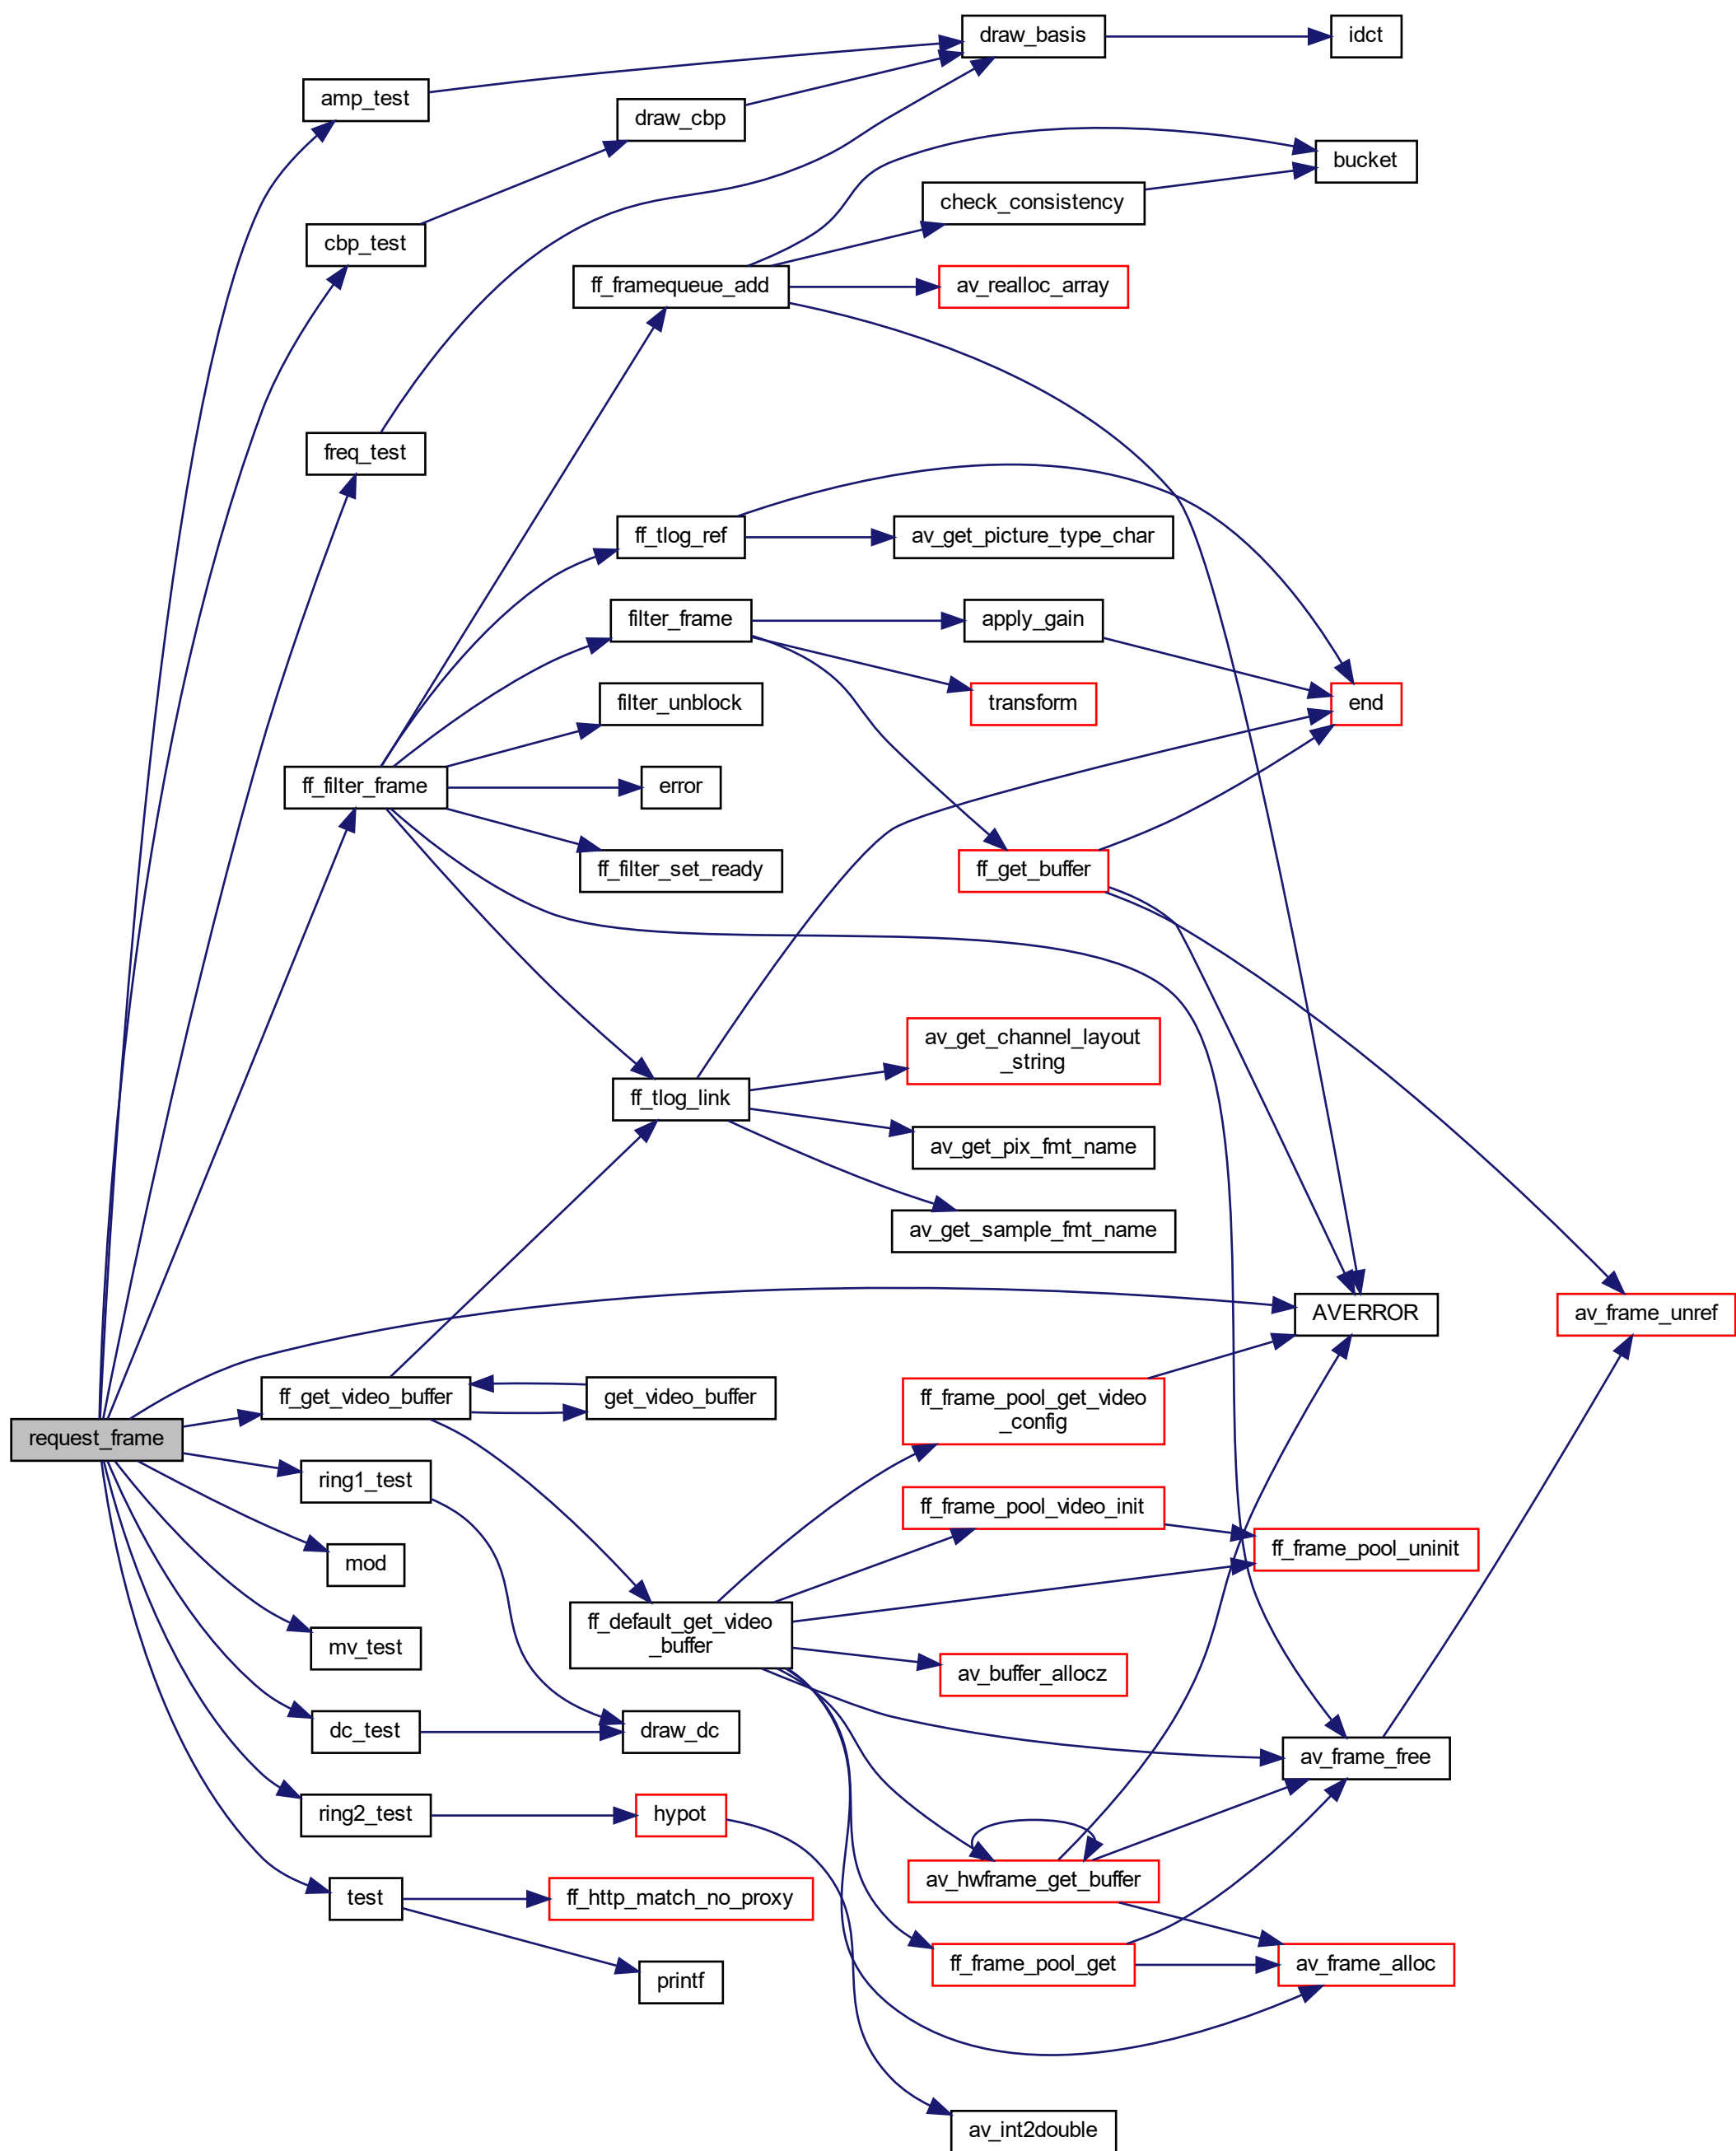 draw_basis
idct
amp_test
draw_cbp
bucket
check_consistency
cbp_test
ff_framequeue_add
av_realloc_array
freq_test
ff_tlog_ref
av_get_picture_type_char
filter_frame
apply_gain
filter_unblock
transform
end
ff_filter_frame
error
ff_filter_set_ready
ff_get_buffer
av_get_channel_layout
_string
ff_tlog_link
av_get_pix_fmt_name
av_get_sample_fmt_name
AVERROR
av_frame_unref
ff_get_video_buffer
get_video_buffer
ff_frame_pool_get_video
_config
request_frame
ring1_test
ff_frame_pool_video_init
ff_frame_pool_uninit
mod
ff_default_get_video
_buffer
mv_test
av_buffer_allocz
dc_test
draw_dc
av_frame_free
ring2_test
hypot
av_hwframe_get_buffer
test
ff_http_match_no_proxy
ff_frame_pool_get
av_frame_alloc
printf
av_int2double